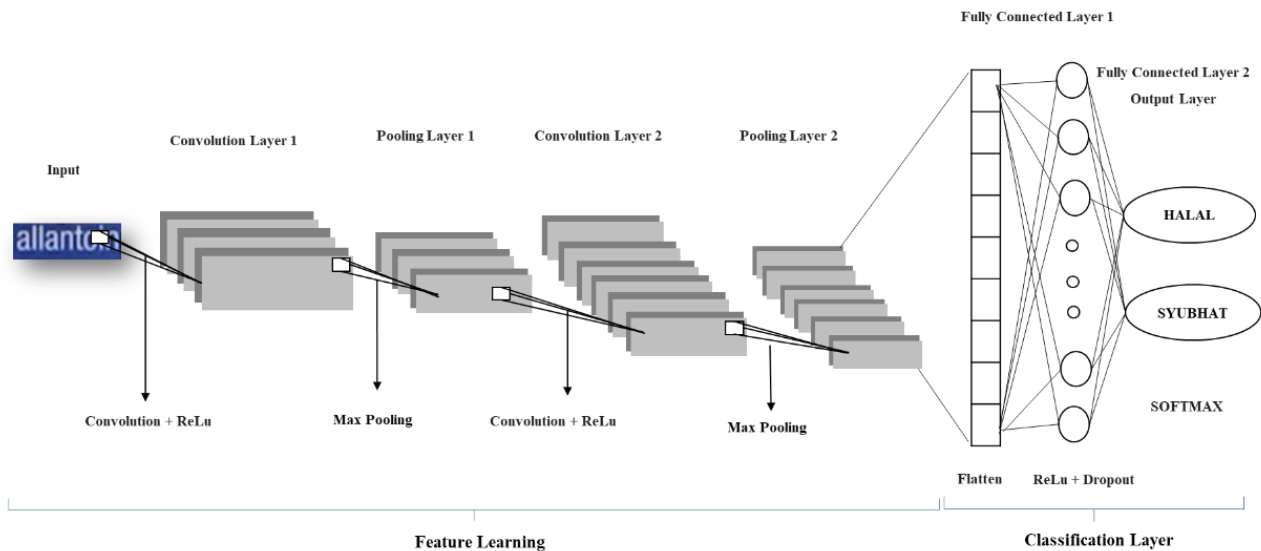 Fully Connected Layer 1
Fully Connected Layer 2
Output Layer
Convolution Layer 1
Pooling Layer 1
Convolution Layer 2
Pooling Layer 2
Input
allantoin
HALAL
SYUBHAT
SOFTMAX
Convolution + ReLu
Max Pooling
Convolution + ReLu
Max Pooling
Flatten
ReLu + Dropout
Feature Learning
Classification Layer